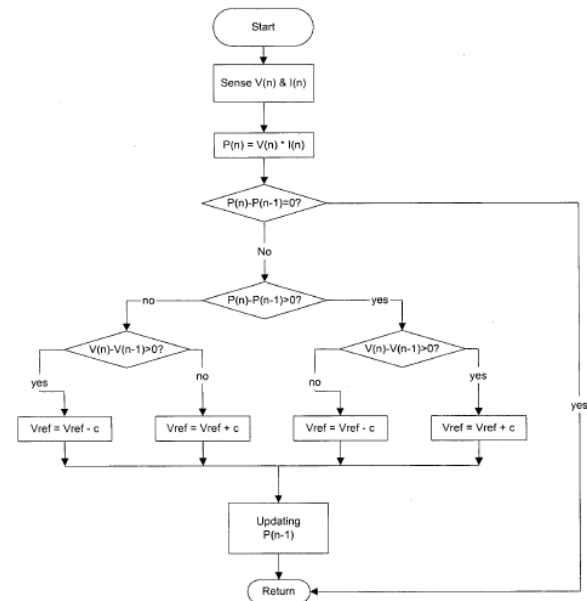 Start
Sense V(n) & I(n)
P(n) = V(n) * I(n)
P(n)-P(n-1)=0?
No
no
P(n)-P(n-1)>0?
yes
V(n)-V(n-1)>0?
V(n)-V(n-1)>0?
yes
no
no
yes
yes
Vref = Vref - c
Vref = Vref + c
Vref = Vref - c
Vref = Vref + c
Updating
P(n-1)
Return